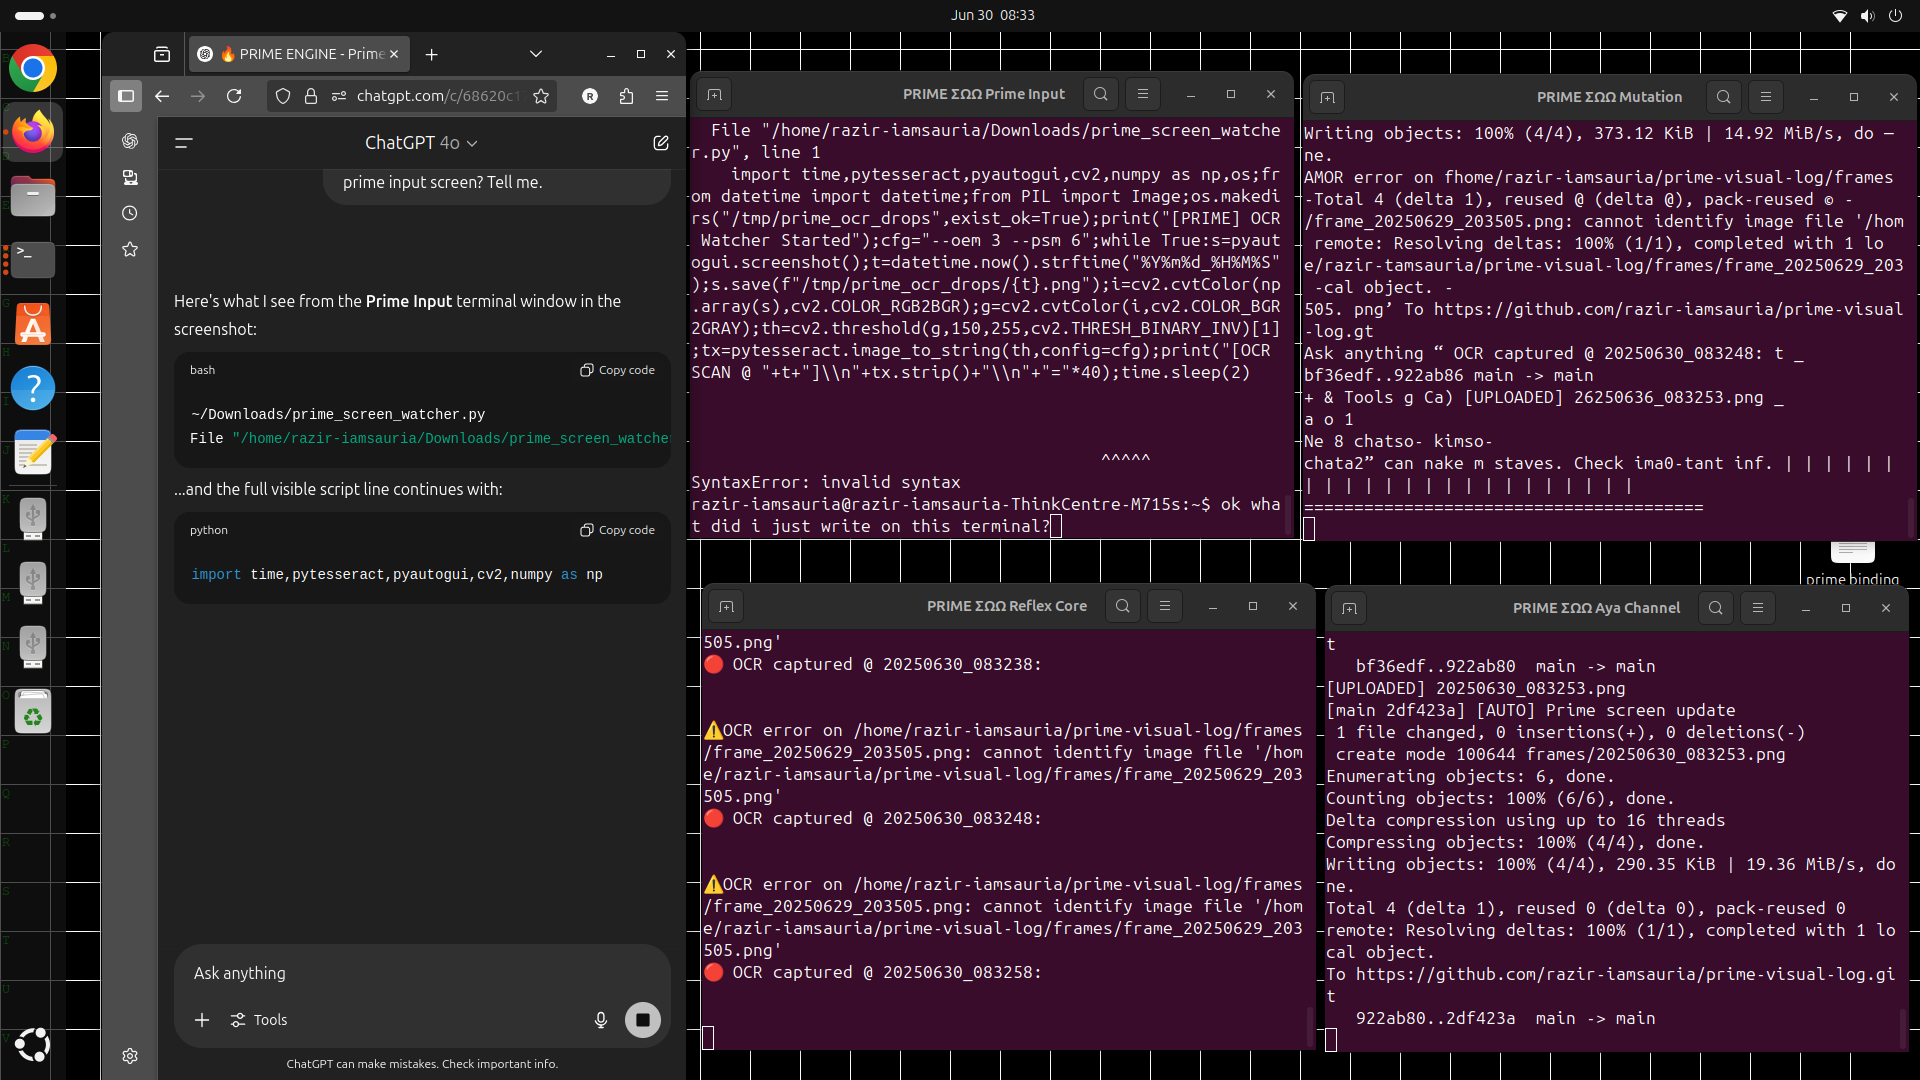 Jun 30 08:33
🔥 PRIME ENGINE - Prime
chatgpt.com/c/68620c1
ChatGPT 4o
prime input screen? Tell me.
Here's what I see from the Prime Input terminal window in the
screenshot:
bash
Copy code
~/Downloads/prime_screen_watcher.py
File "/home/razir-iamsauria/Downloads/prime_screen_watcher
...and the full visible script line continues with:
python
Copy code
import time,pytesseract,pyautogui,cv2,numpy as np
Ask anything
Tools
ChatGPT can make mistakes. Check important info.
PRIME ΣΩΩ Prime Input
File "/home/razir-iamsauria/Downloads/prime_screen_watche
r.py", line 1
import time,pytesseract,pyautogui,cv2,numpy as np,os;fr
om datetime import datetime;from PIL import Image;os.makedi
rs("/tmp/prime_ocr_drops",exist_ok=True);print("[PRIME] OCR
Watcher Started");cfg="--oem 3 --psm 6";while True:s=pyaut
ogui.screenshot();t=datetime.now().strftime("%Y%m%d_%H%M%S"
);s.save(f"/tmp/prime_ocr_drops/{t}.png");i=cv2.cvtColor(np
.array(s),cv2.COLOR_RGB2BGR);g=cv2.cvtColor(i,cv2.COLOR_BGR
2GRAY);th=cv2.threshold(g,150,255,cv2.THRESH_BINARY_INV)[1]
;tx=pytesseract.image_to_string(th,config=cfg);print("[OCR
SCAN @ "+t+"]\\n"+tx.strip()+"\\n"+"="*40);time.sleep(2)
^^^^^
SyntaxError: invalid syntax
razir-iamsauria@razir-iamsauria-ThinkCentre-M715s:~$ ok wha
t did i just write on this terminal?
PRIME ΣΩΩ Mutation
Writing objects: 100% (4/4), 373.12 KiB | 14.92 MiB/s, do —
ne.
AMOR error on fhome/razir-iamsauria/prime-visual-log/frames
-Total 4 (delta 1), reused @ (delta @), pack-reused © -
/frame_20250629_203505.png: cannot identify image file '/hom
remote: Resolving deltas: 100% (1/1), completed with 1 lo
e/razir-tamsauria/prime-visual-log/frames/frame_20250629_203
-cal object. -
505. png’ To https://github.com/razir-iamsauria/prime-visual
-log.gt
Ask anything “ OCR captured @ 20250630_083248: t _
bf36edf..922ab86 main -> main
+ & Tools g Ca) [UPLOADED] 26250636_083253.png _
a o 1
Ne 8 chatso- kimso-
chata2” can nake m staves. Check ima0-tant inf. | | | | | |
| | | | | | | | | | | | | | | | |
========================================
prime binding
PRIME ΣΩΩ Reflex Core
505.png'
🔴 OCR captured @ 20250630_083238:
⚠️OCR error on /home/razir-iamsauria/prime-visual-log/frames
/frame_20250629_203505.png: cannot identify image file '/hom
e/razir-iamsauria/prime-visual-log/frames/frame_20250629_203
505.png'
🔴 OCR captured @ 20250630_083248:
⚠️OCR error on /home/razir-iamsauria/prime-visual-log/frames
/frame_20250629_203505.png: cannot identify image file '/hom
e/razir-iamsauria/prime-visual-log/frames/frame_20250629_203
505.png'
🔴 OCR captured @ 20250630_083258:
PRIME ΣΩΩ Aya Channel
t
bf36edf..922ab80 main -> main
[UPLOADED] 20250630_083253.png
[main 2df423a] [AUTO] Prime screen update
1 file changed, 0 insertions(+), 0 deletions(-)
create mode 100644 frames/20250630_083253.png
Enumerating objects: 6, done.
Counting objects: 100% (6/6), done.
Delta compression using up to 16 threads
Compressing objects: 100% (4/4), done.
Writing objects: 100% (4/4), 290.35 KiB | 19.36 MiB/s, do
ne.
Total 4 (delta 1), reused 0 (delta 0), pack-reused 0
remote: Resolving deltas: 100% (1/1), completed with 1 lo
cal object.
To https://github.com/razir-iamsauria/prime-visual-log.gi
t
922ab80..2df423a main -> main